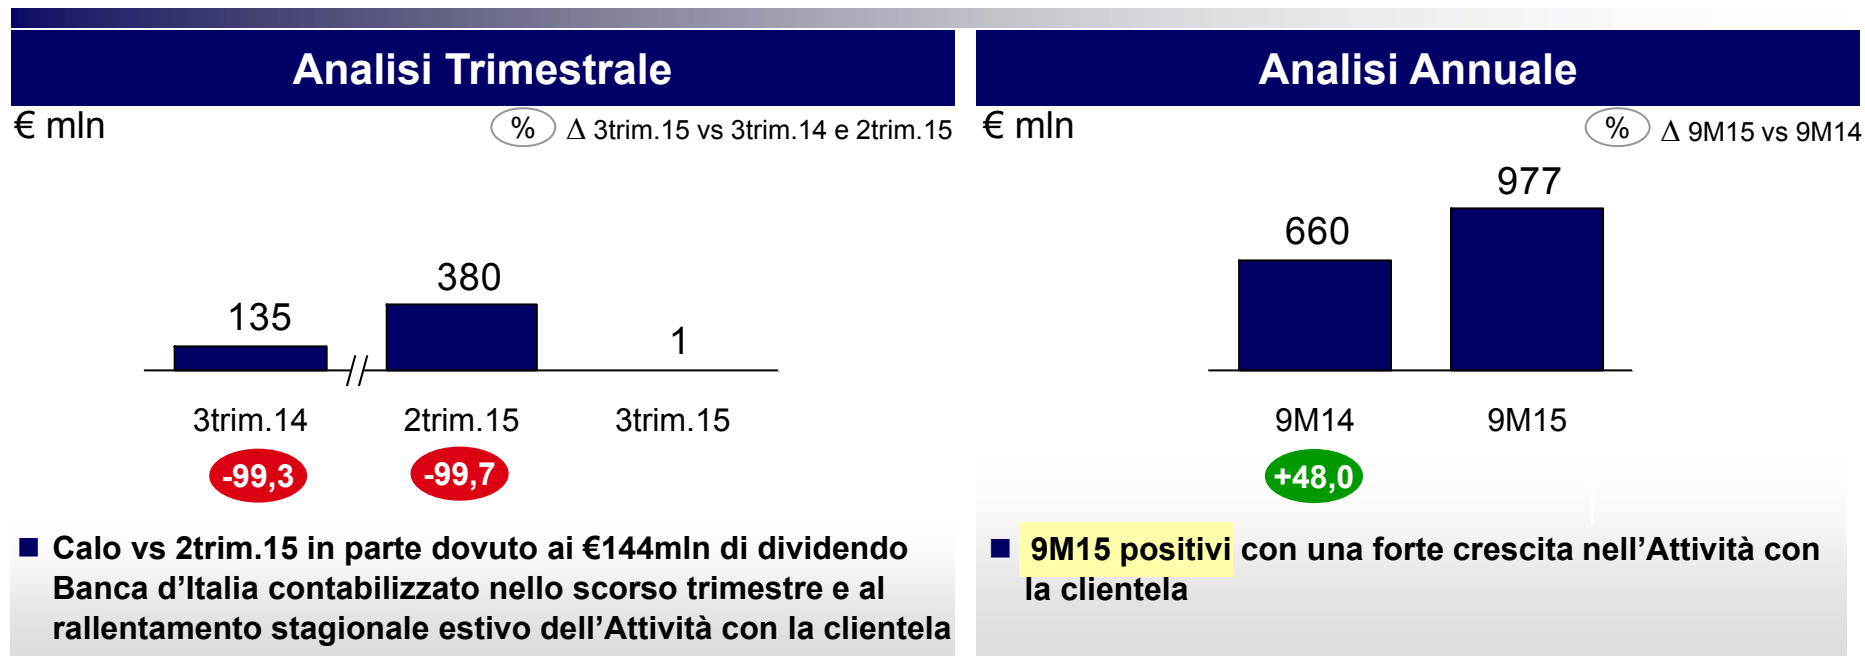 Analisi Trimestrale
€ mln
% Δ 3trim.15 vs 3trim.14 e 2trim.15
135
380
1
3trim.14
2trim.15
3trim.15
-99,3
-99,7
Calo vs 2trim.15 in parte dovuto ai €144mln di dividendo
Banca d’Italia contabilizzato nello scorso trimestre e al
rallentamento stagionale estivo dell’Attività con la clientela
Analisi Annuale
€ mln
% Δ 9M15 vs 9M14
660
977
9M14
9M15
+48,0
9M15 positivi con una forte crescita nell’Attività con
la clientela